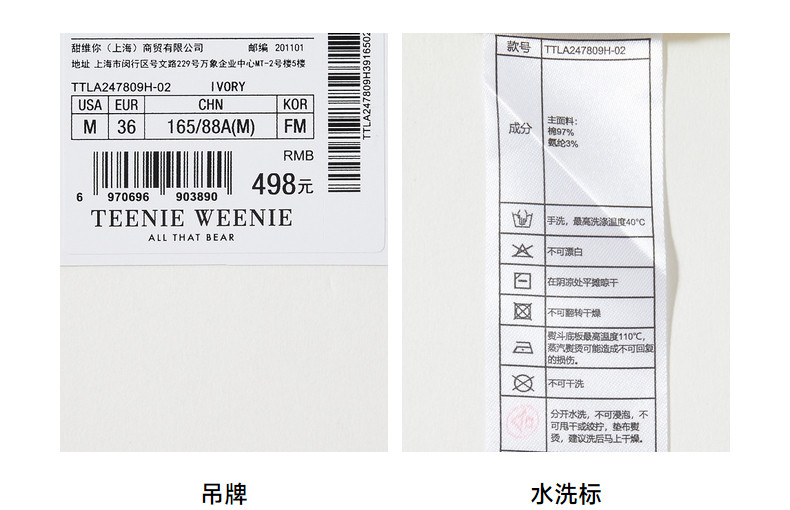 甜维你（上海）商贸有限公司 邮编 201101
地址 上海市闵行区号文路229号万象企业中心MT-2号楼5楼
TTLA247809H-02 IVORY
USA EUR CHN KOR
M 36 165/88A(M) FM
RMB
498元
6 970696 903890
TEENIE WEENIE
ALL THAT BEAR
TTLA247809H3916502
款号 TTLA247809H-02
成分
主面料：
棉97%
氨纶3%
手洗，最高洗涤温度40°C
不可漂白
在阴凉处平摊晾干
不可翻转干燥
熨斗底板最高温度110℃，
蒸汽熨烫可能造成不可回复
的损伤。
不可干洗
分开水洗，不可浸泡，不
可甩干或绞拧，垫布熨
烫，建议洗后马上干燥。
吊牌
水洗标